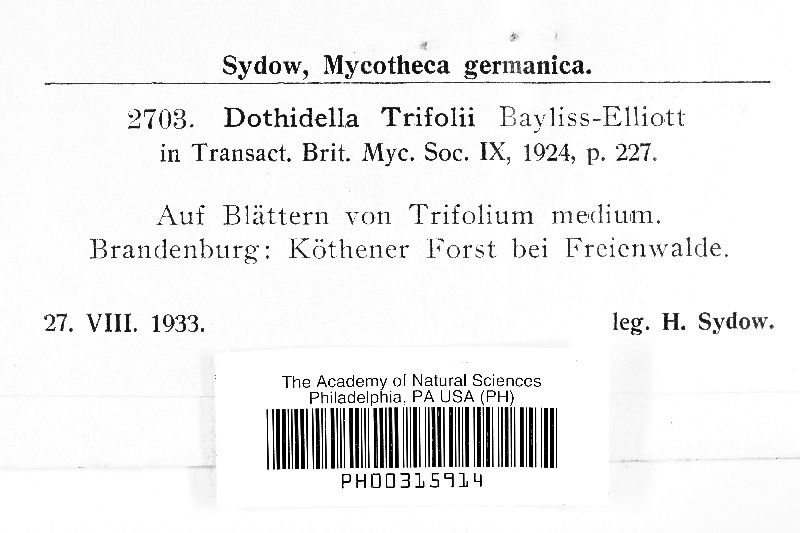 Sydow, Mycotheca germanica.
2703. Dothidella Trifolii Bayliss-Elliott
in Transact. Brit. Myc. Soc. IX, 1924, p. 227.
Auf Blättern von Trifolium medium.
Brandenburg: Köthener Forst bei Freienwalde.
27. VIII. 1933. leg. H. Sydow.
The Academy of Natural Sciences
Philadelphia, PA USA (PH)
PH00315914